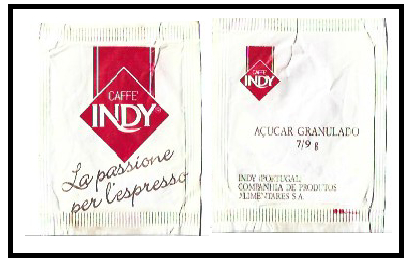 CAFFE'
INDY®
La passione
per l'espresso
CAFFE'
INDY
AÇUCAR GRANULADO
7/9 g
INDY (PORTUGAL
COMPANHIA DE PRODUTOS
ALIMENTARES S.A.